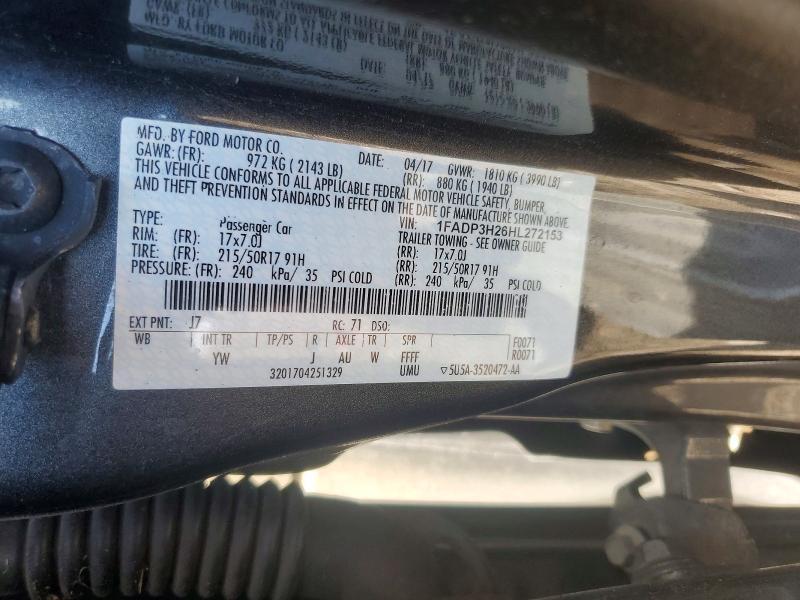 MFD. BY FORD MOTOR CO.
DATE: 04/17 GVWR: 1810 KG ( 3990 LB)
GAWR: (FR): 972 KG ( 2143 LB) (RR): 880 KG ( 1940 LB)
THIS VEHICLE CONFORMS TO ALL APPLICABLE FEDERAL MOTOR VEHICLE SAFETY, BUMPER,
AND THEFT PREVENTION STANDARDS IN EFFECT ON THE DATE OF MANUFACTURE SHOWN ABOVE.
VIN: 1FADP3H26HL272153
TYPE: Passenger Car TRAILER TOWING - SEE OWNER GUIDE
RIM: (FR): 17x7.0J (RR): 17x7.0J
TIRE: (FR): 215/50R17 91H (RR): 215/50R17 91H
PRESSURE: (FR): 240 kPa/ 35 PSI COLD (RR): 240 kPa/ 35 PSI COLD
EXT PNT: J7 RC: 71 DSO: F0071
WB INT TR TP/PS R AXLE TR SPR R0071
YW J AU W FFFF
3201704251329 UMU ▽5U5A-3520472-AA